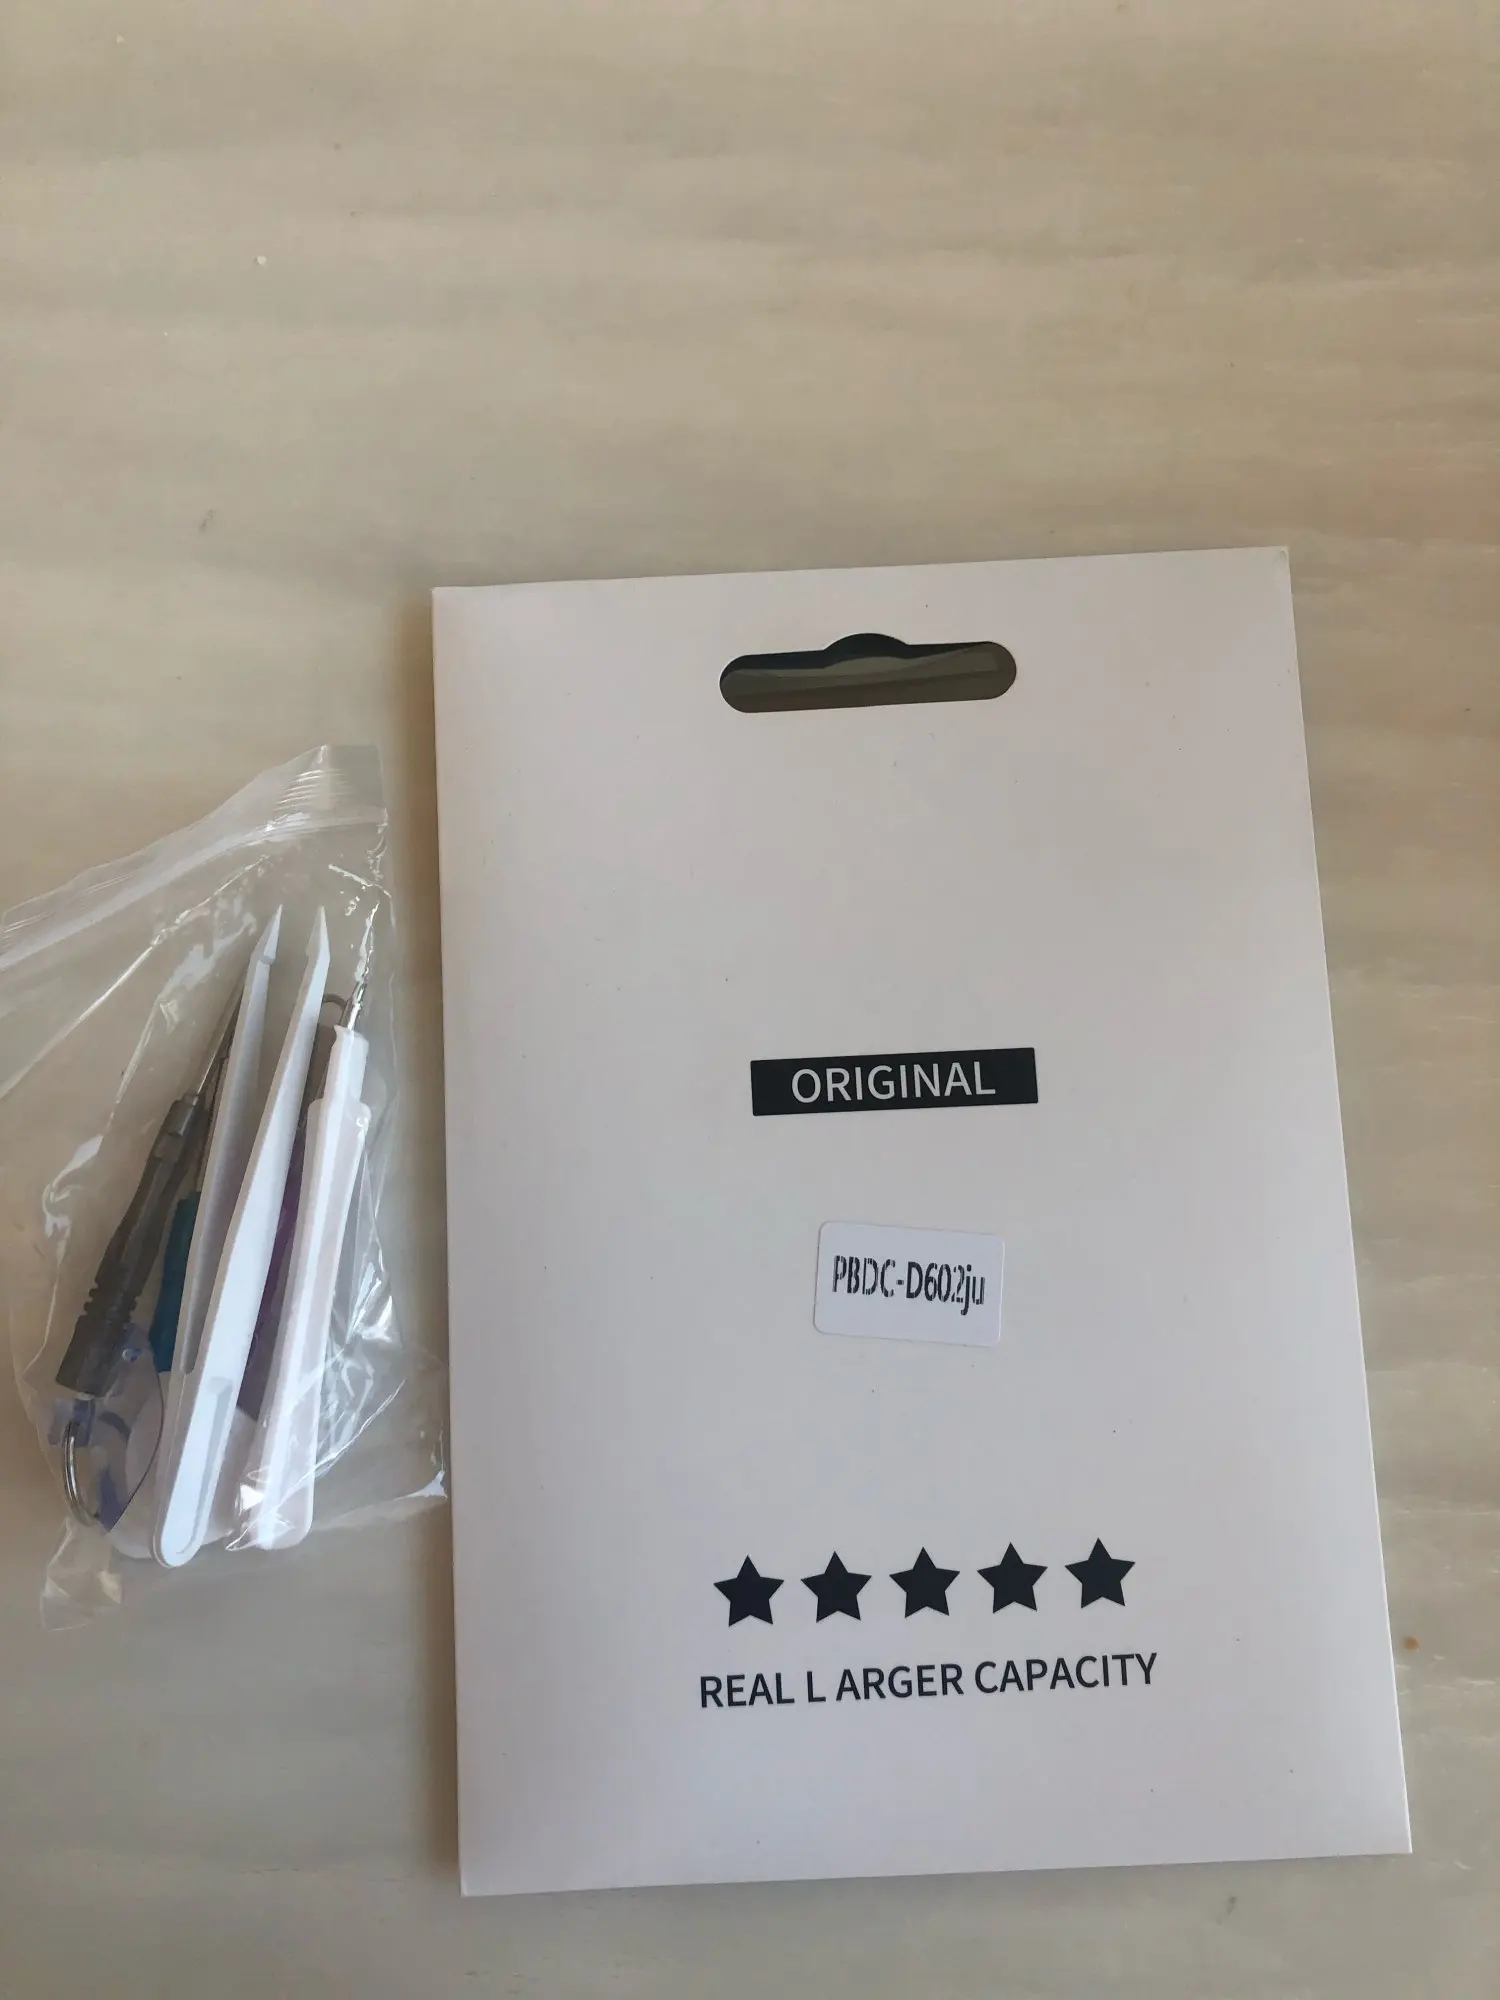 ORIGINAL
PBDC-D602ju
REAL L ARGER CAPACITY